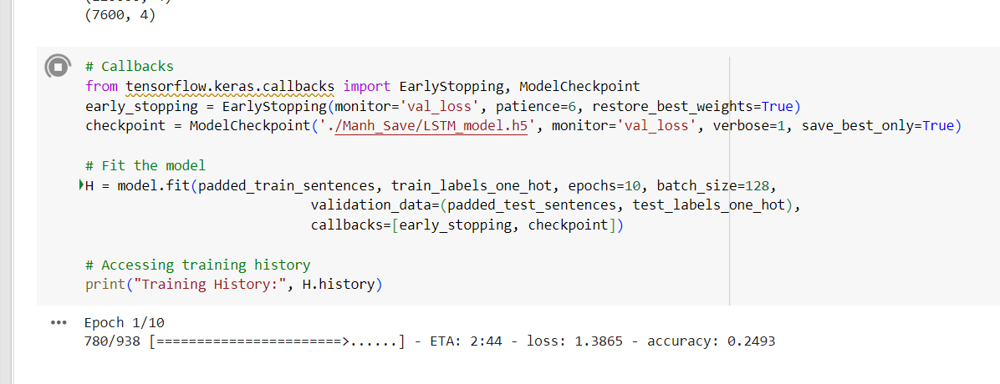 (7600, 4)
# Callbacks
from tensorflow.keras.callbacks import EarlyStopping, ModelCheckpoint
early_stopping = EarlyStopping(monitor='val_loss', patience=6, restore_best_weights=True)
checkpoint = ModelCheckpoint('./Manh_Save/LSTM_model.h5', monitor='val_loss', verbose=1, save_best_only=True)
# Fit the model
H = model.fit(padded_train_sentences, train_labels_one_hot, epochs=10, batch_size=128,
validation_data=(padded_test_sentences, test_labels_one_hot),
callbacks=[early_stopping, checkpoint])
# Accessing training history
print("Training History:", H.history)
Epoch 1/10
780/938 [=======================>......] - ETA: 2:44 - loss: 1.3865 - accuracy: 0.2493